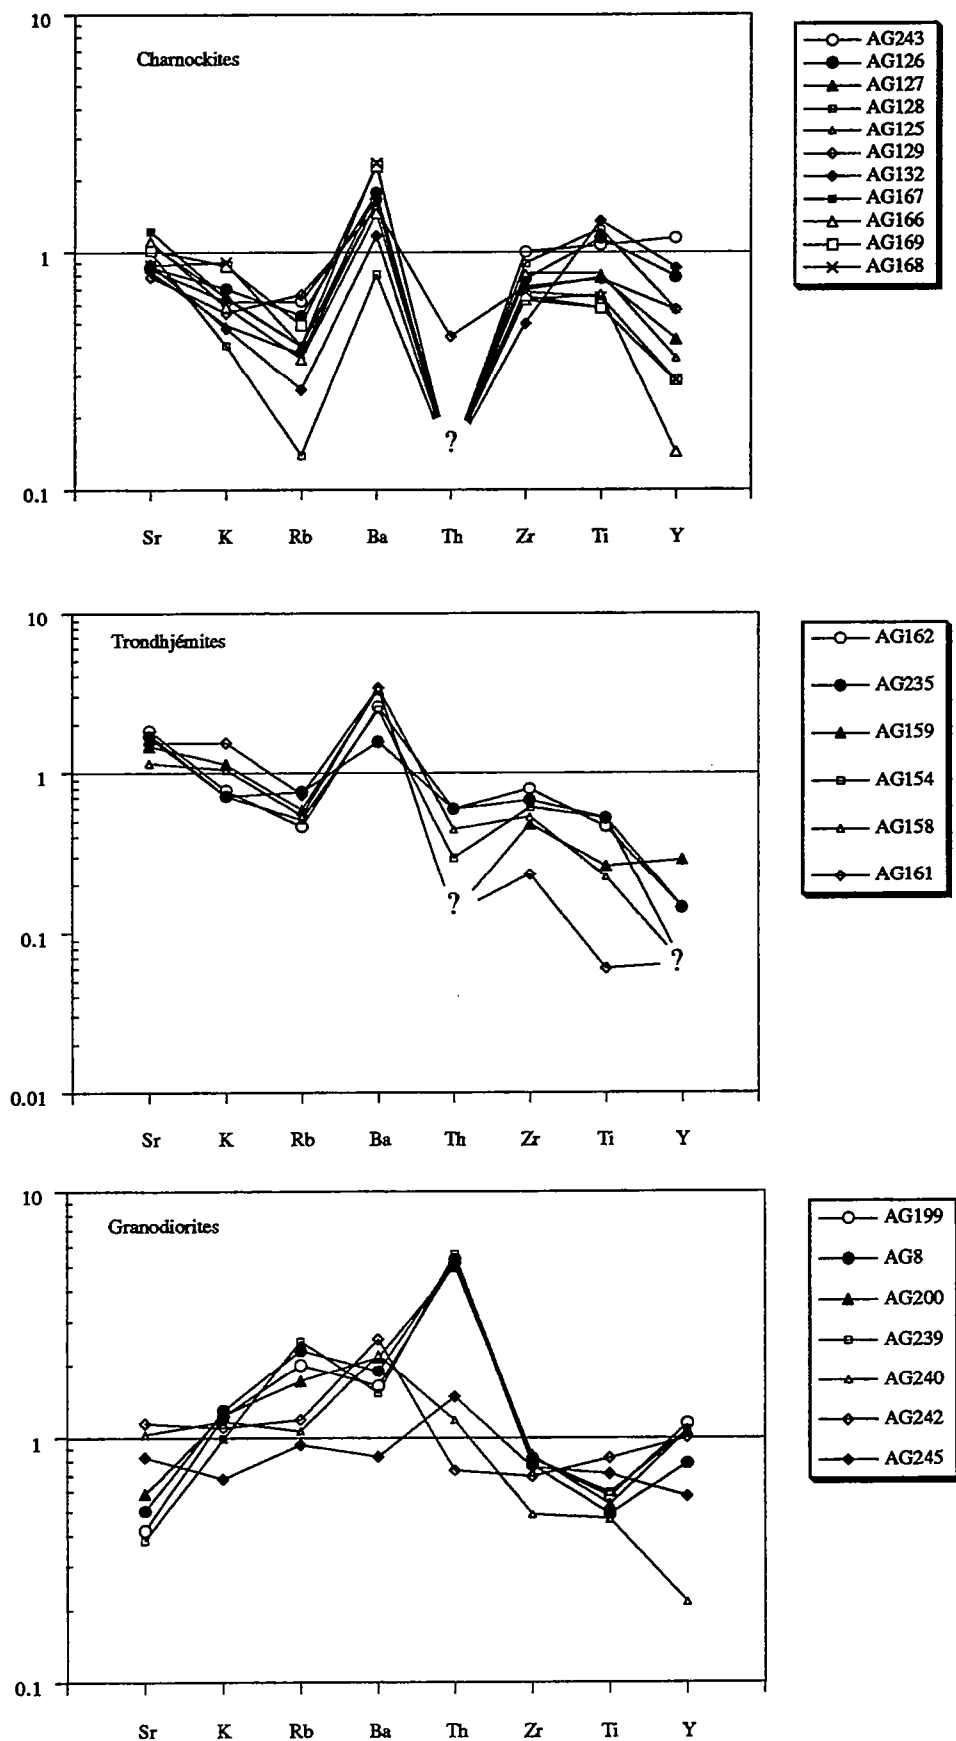 10
Charnockites
1
0.1
Sr K Rb Ba Th Zr Ti Y
?
AG243
AG126
AG127
AG128
AG125
AG129
AG132
AG167
AG166
AG169
AG168
10
Trondhjémites
1
0.1
0.01
? ?
Sr K Rb Ba Th Zr Ti Y
AG162
AG235
AG159
AG154
AG158
AG161
10
Granodiorites
1
0.1
Sr K Rb Ba Th Zr Ti Y
AG199
AG8
AG200
AG239
AG240
AG242
AG245